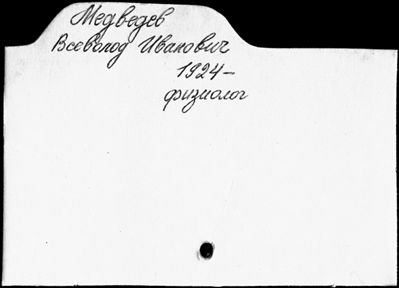 Медведев
Всеволод Иванович
1924-
физиолог